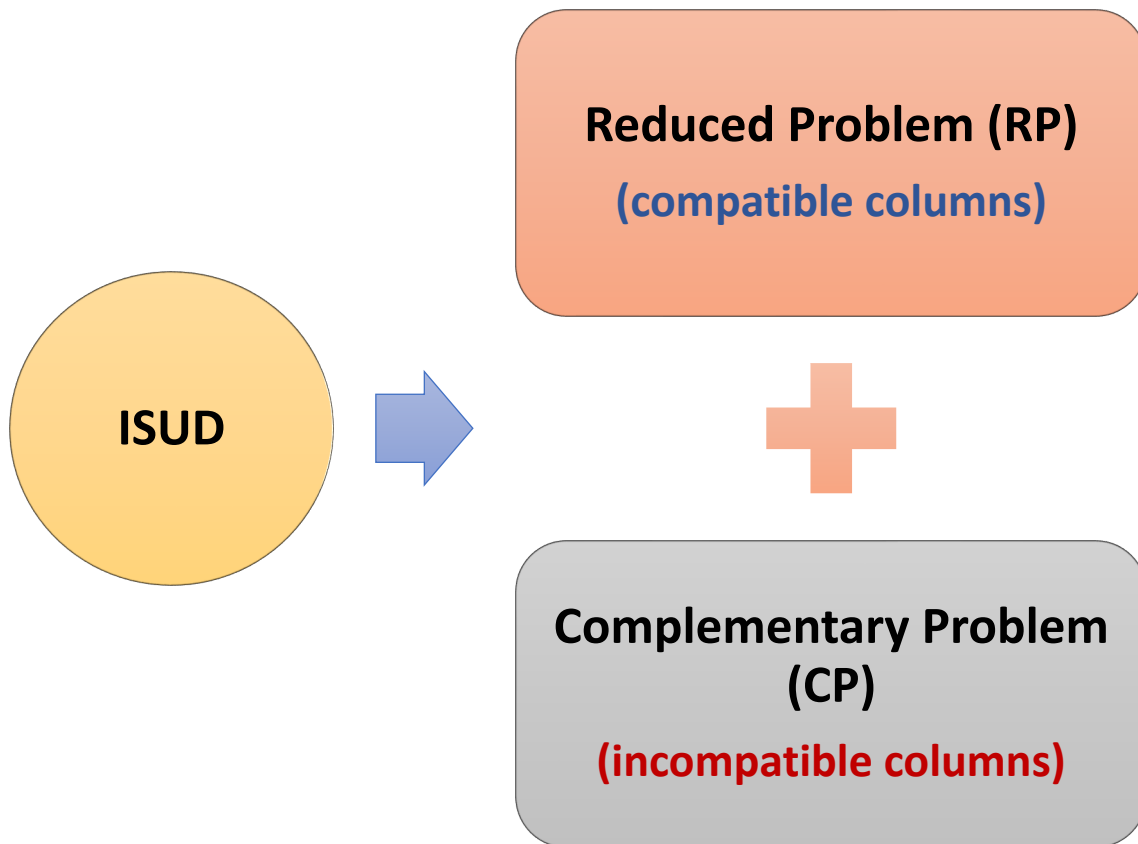 ISUD
Reduced Problem (RP)
(compatible columns)
Complementary Problem
(CP)
(incompatible columns)